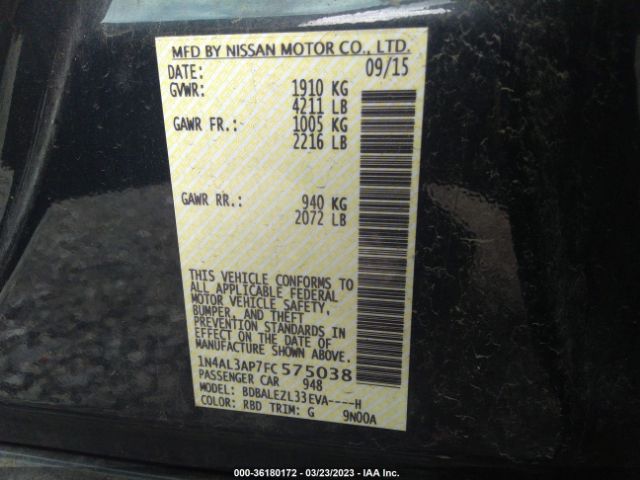 MFD BY NISSAN MOTOR CO., LTD.
DATE: 09/15
GVWR: 1910 KG
4211 LB
GAWR FR.: 1005 KG
2216 LB
GAWR RR.: 940 KG
2072 LB
THIS VEHICLE CONFORMS TO
ALL APPLICABLE FEDERAL
MOTOR VEHICLE SAFETY,
BUMPER, AND THEFT
PREVENTION STANDARDS IN
EFFECT ON THE DATE OF
MANUFACTURE SHOWN ABOVE.
1N4AL3AP7FC575038
PASSENGER CAR 948
MODEL: BDBALEZL33EVA----H
COLOR: RBD TRIM: G 9N00A
000-36180172 — 03/23/2023 — IAA Inc.